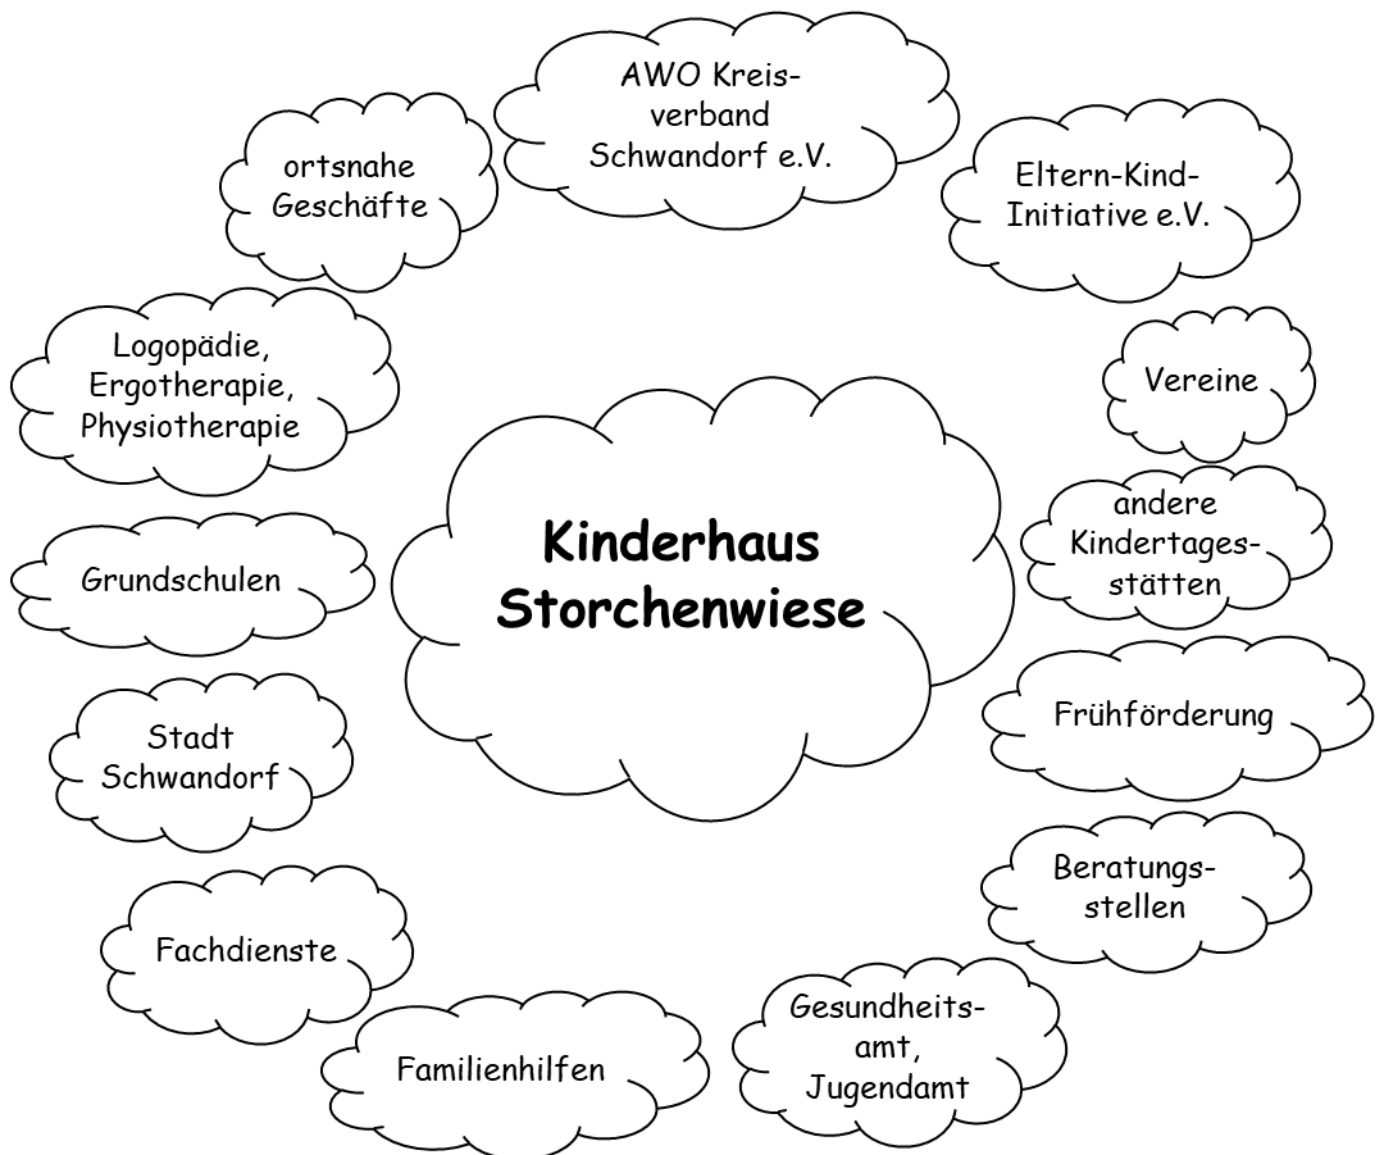 AWO Kreis-
verband
Schwandorf e.V.
ortsnahe
Geschäfte
Eltern-Kind-
Initiative e.V.
Logopädie,
Ergotherapie,
Physiotherapie
Vereine
andere
Kindertages-
stätten
Kinderhaus
Storchenwiese
Grundschulen
Frühförderung
Stadt
Schwandorf
Beratungs-
stellen
Fachdienste
Gesundheits-
amt,
Jugendamt
Familienhilfen